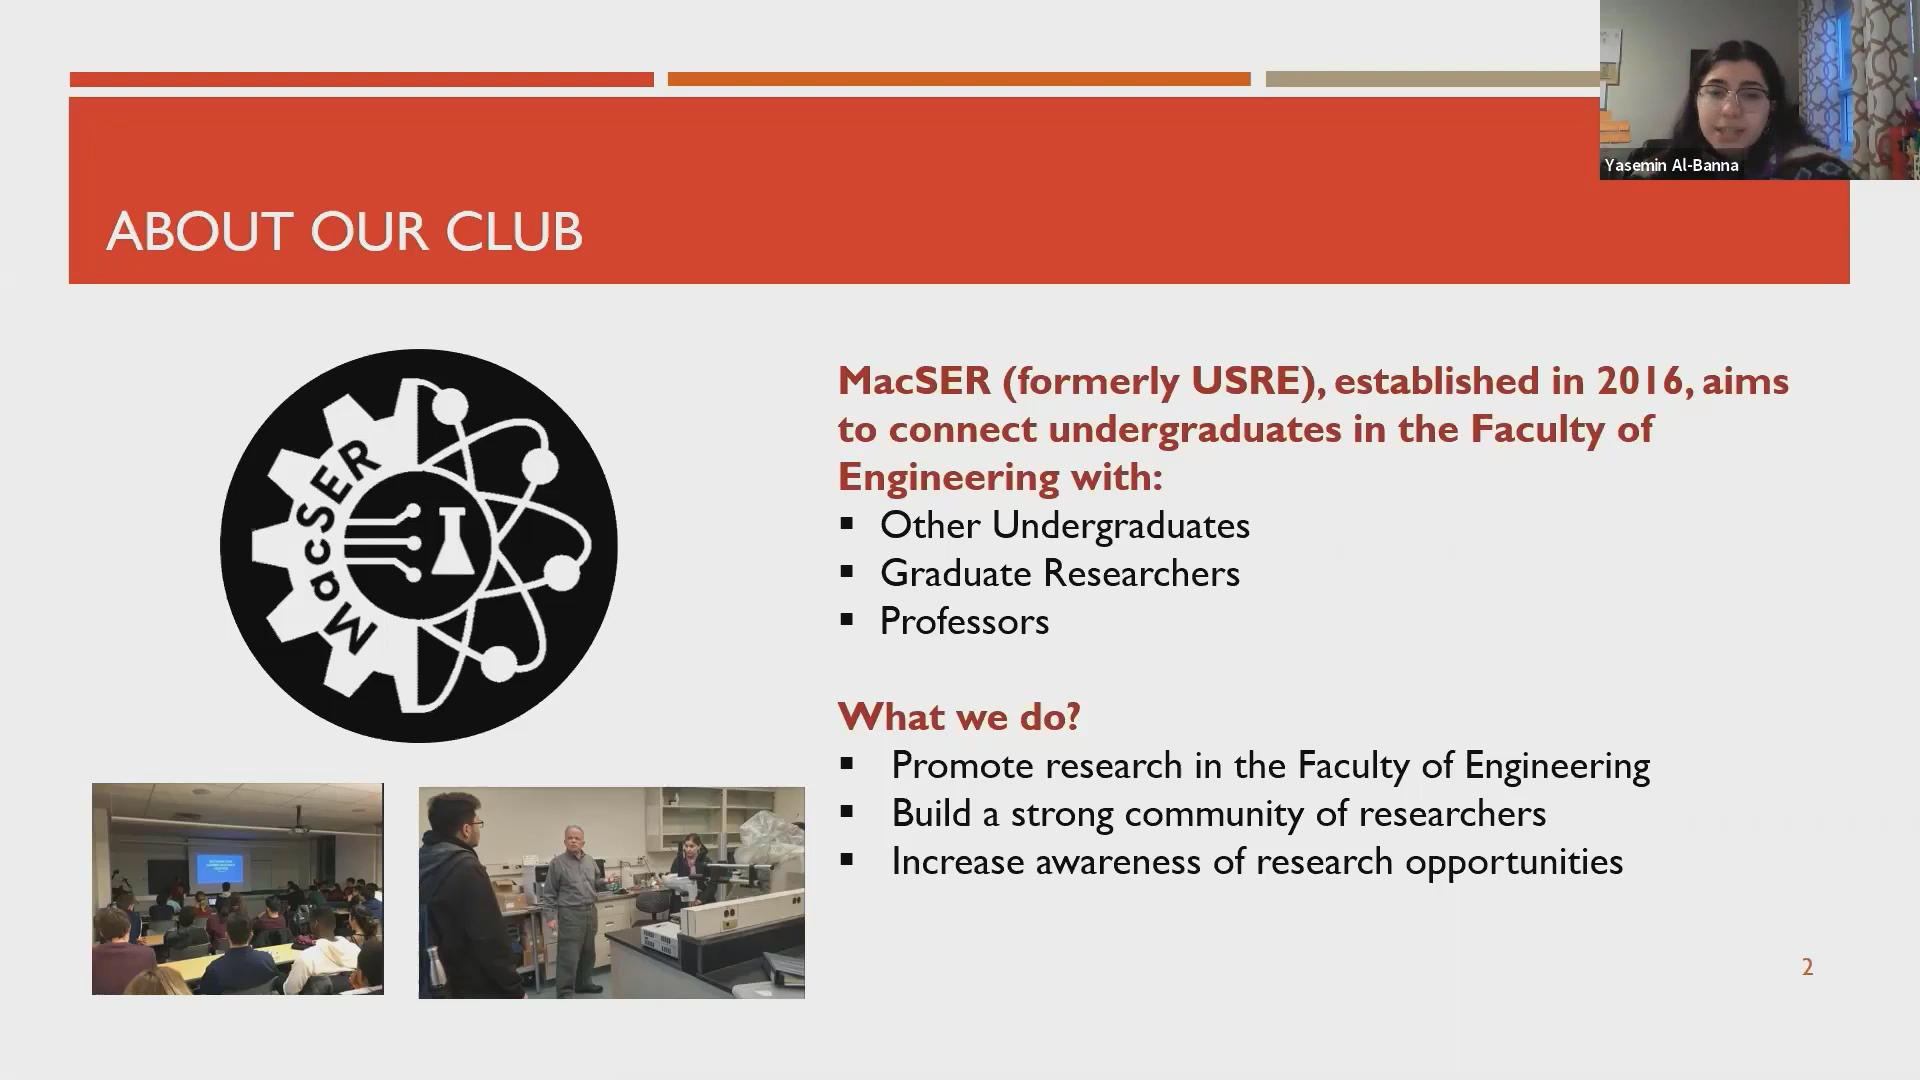 Yasemin Al-Banna
ABOUT OUR CLUB
MacSER
MacSER (formerly USRE), established in 2016, aims
to connect undergraduates in the Faculty of
Engineering with:
▪ Other Undergraduates
▪ Graduate Researchers
▪ Professors
What we do?
▪ Promote research in the Faculty of Engineering
▪ Build a strong community of researchers
▪ Increase awareness of research opportunities
2